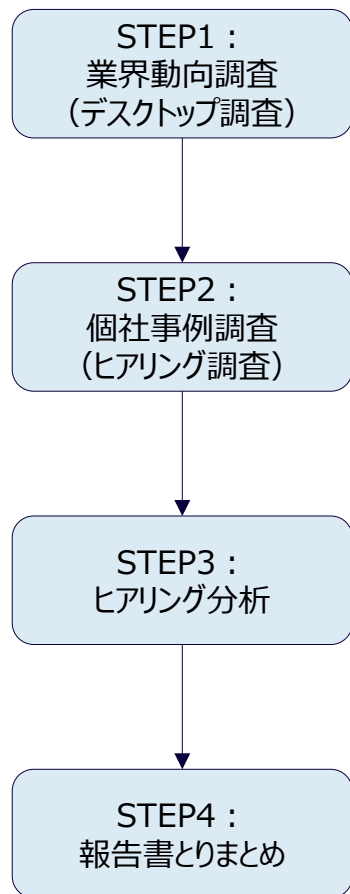 STEP1：
業界動向調査
（デスクトップ調査）
STEP2：
個社事例調査
（ヒアリング調査）
STEP3：
ヒアリング分析
STEP4：
報告書とりまとめ